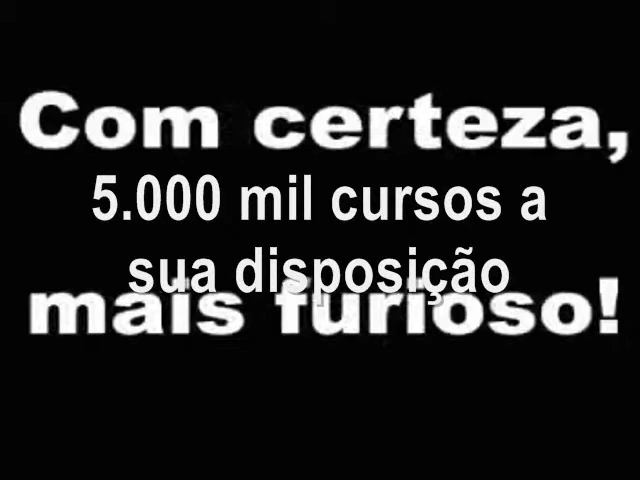 Com certeza,
5.000 mil cursos a
sua disposição
mais furioso!